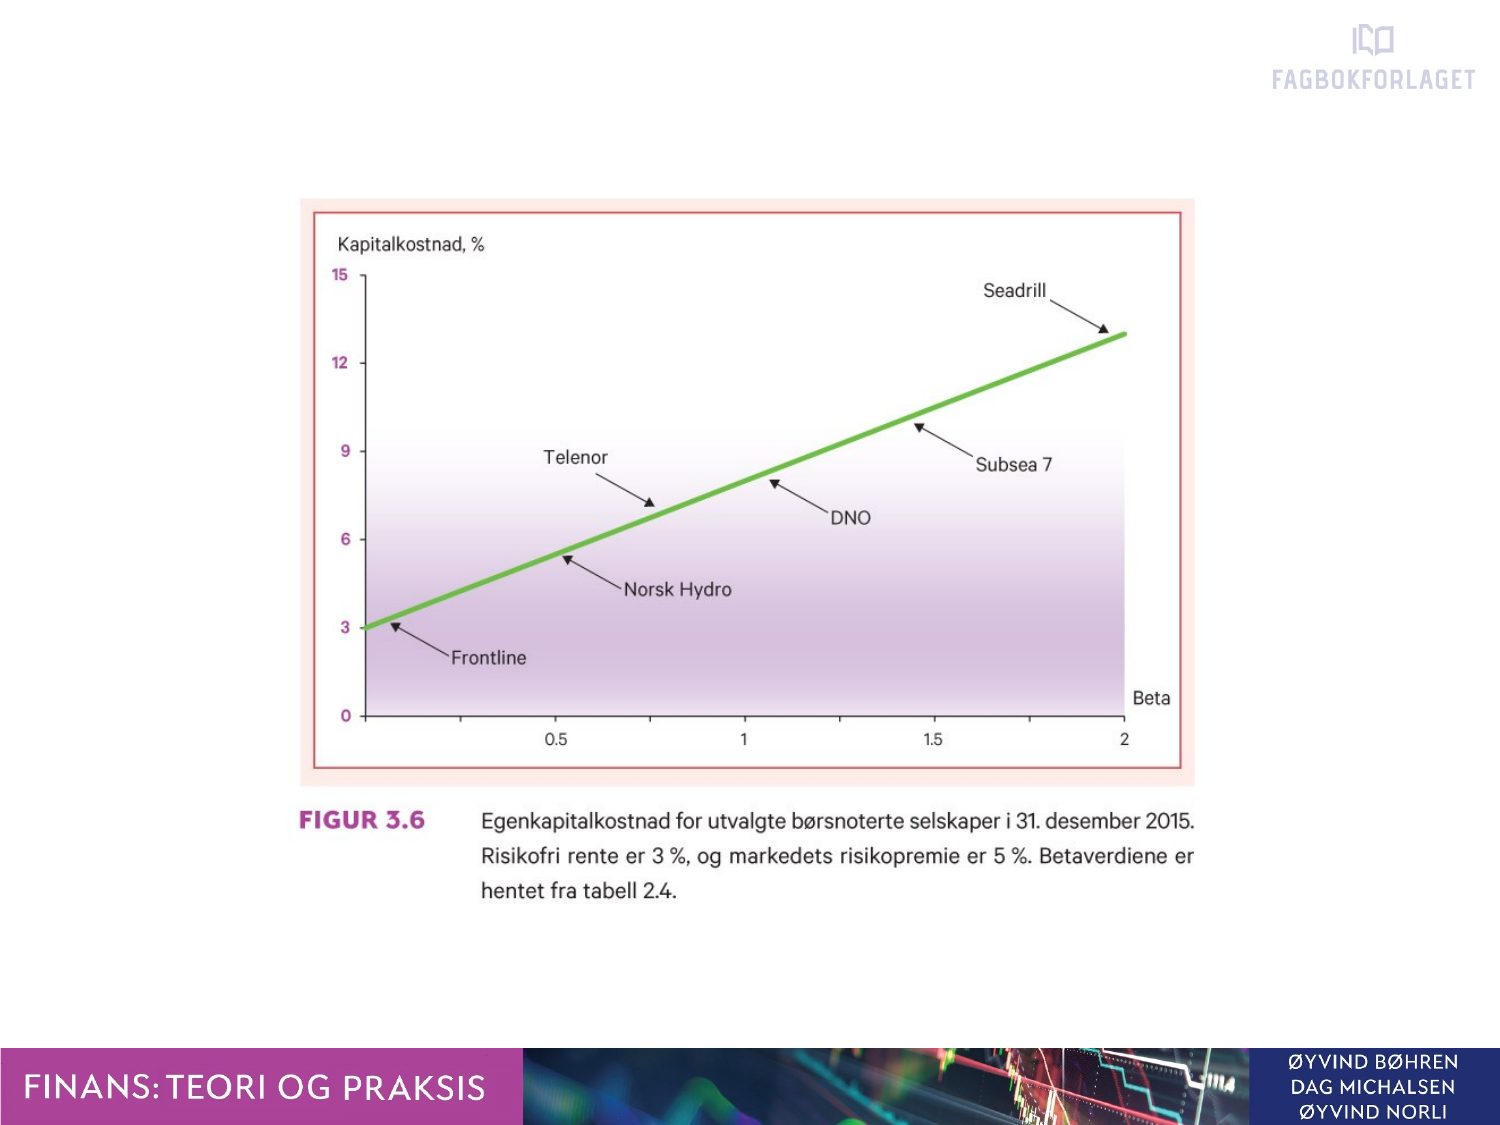 FAGBOKFORLAGET
Kapitalkostnad, %
15
Seadrill
12
9
Telenor
Subsea 7
DNO
6
Norsk Hydro
3
Frontline
Beta
0
0.5 1 1.5 2
FIGUR 3.6 Egenkapitalkostnad for utvalgte børsnoterte selskaper i 31. desember 2015.
Risikofri rente er 3 %, og markedets risikopremie er 5 %. Betaverdiene er
hentet fra tabell 2.4.
FINANS: TEORI OG PRAKSIS
ØYVIND BØHREN
DAG MICHALSEN
ØYVIND NORLI